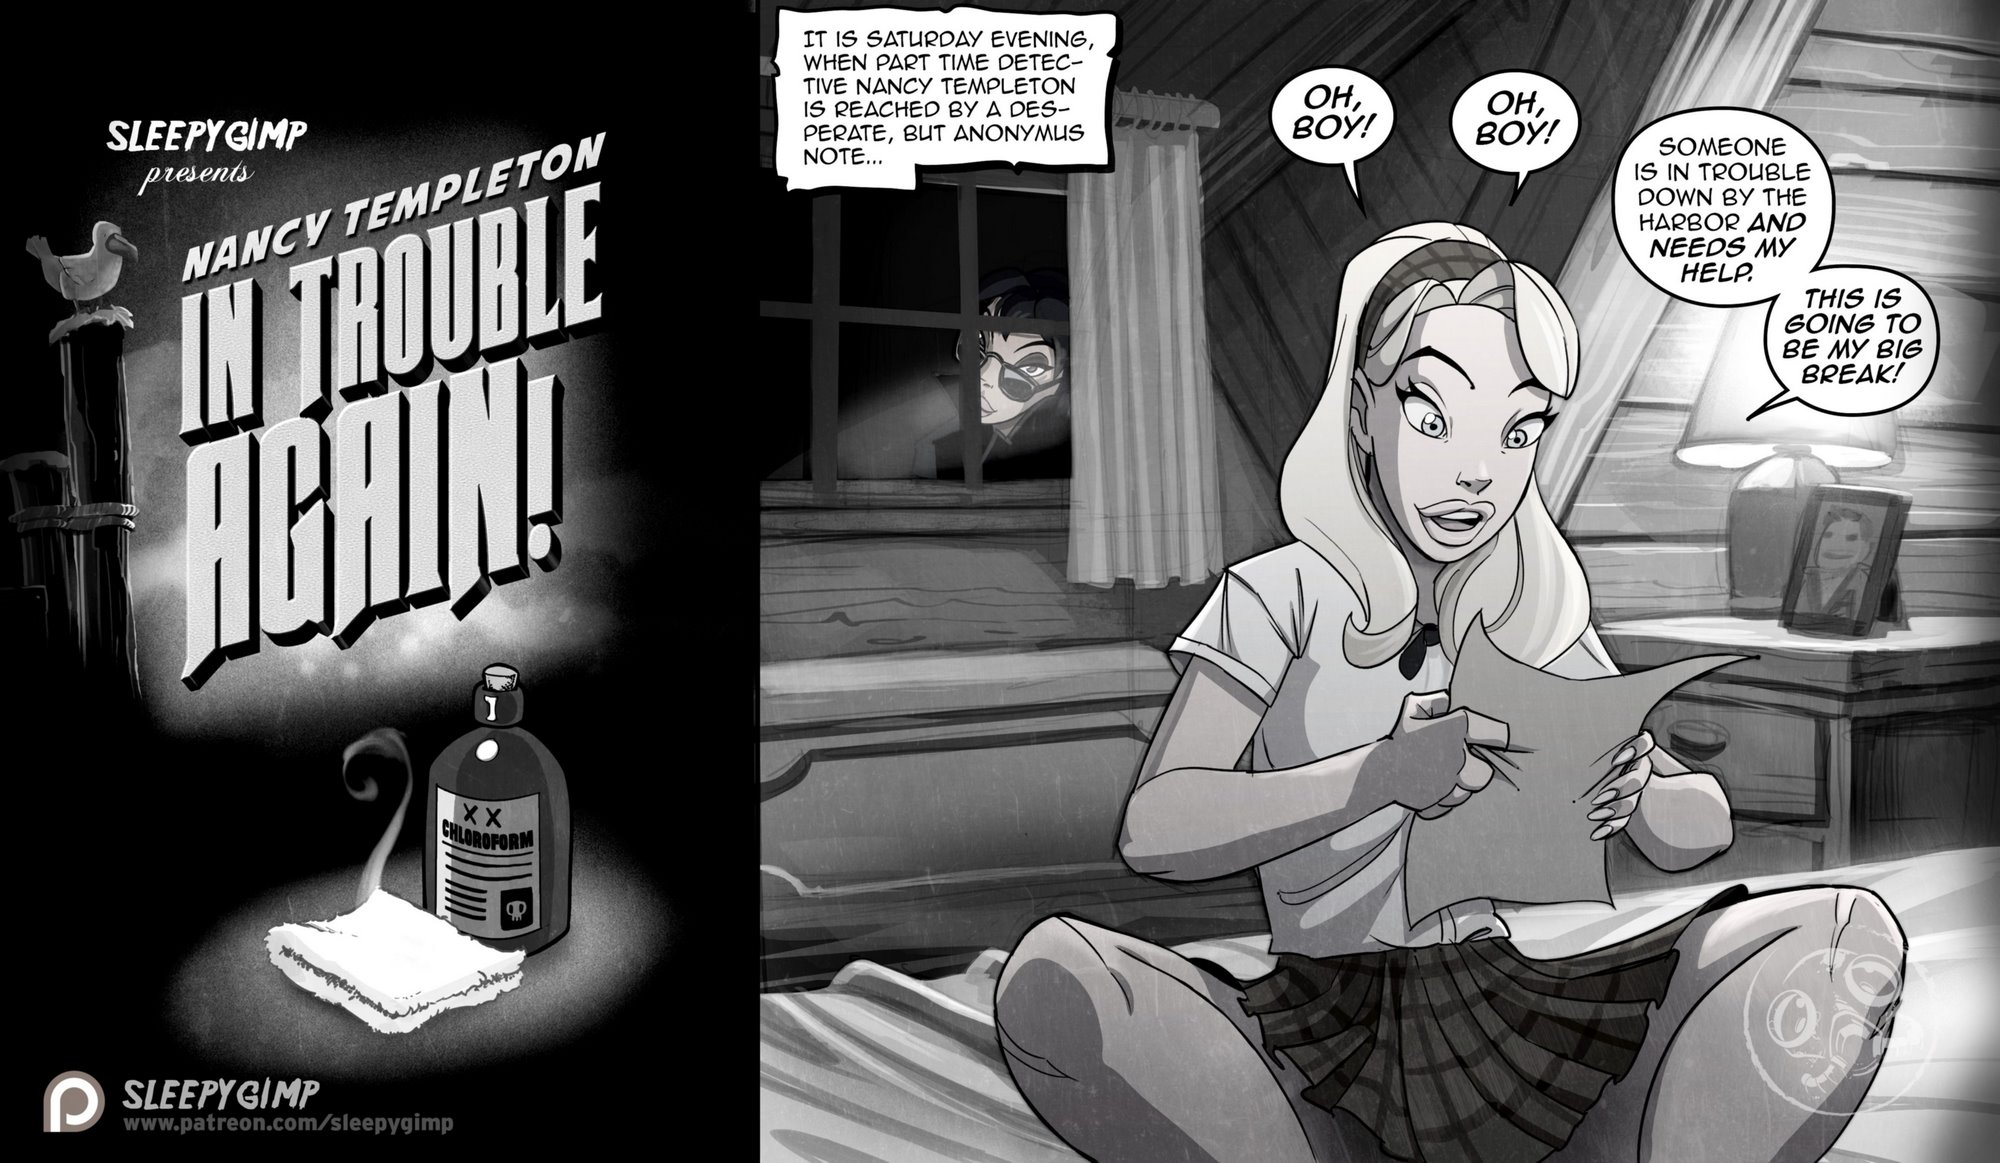 SLEEPYGIMP
presents
NANCY TEMPLETON
IN TROUBLE
AGAIN!
X X
CHLOROFORM
SLEEPYGIMP
www.patreon.com/sleepygimp
IT IS SATURDAY EVENING,
WHEN PART TIME DETEC-
TIVE NANCY TEMPLETON
IS REACHED BY A DES-
PERATE, BUT ANONYMUS
NOTE...
OH,
BOY!
OH,
BOY!
SOMEONE
IS IN TROUBLE
DOWN BY THE
HARBOR AND
NEEDS MY
HELP.
THIS IS
GOING TO
BE MY BIG
BREAK!